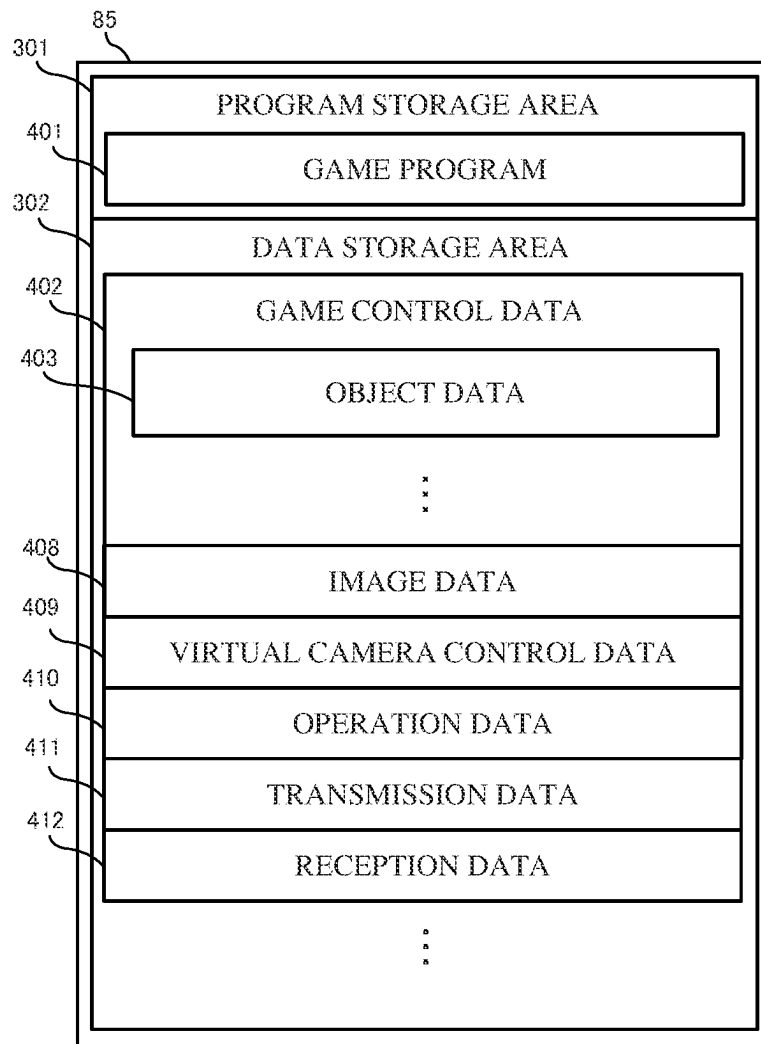 85
301
PROGRAM STORAGE AREA
401
GAME PROGRAM
302
DATA STORAGE AREA
402
GAME CONTROL DATA
403
OBJECT DATA
408
IMAGE DATA
409
VIRTUAL CAMERA CONTROL DATA
410
OPERATION DATA
411
TRANSMISSION DATA
412
RECEPTION DATA